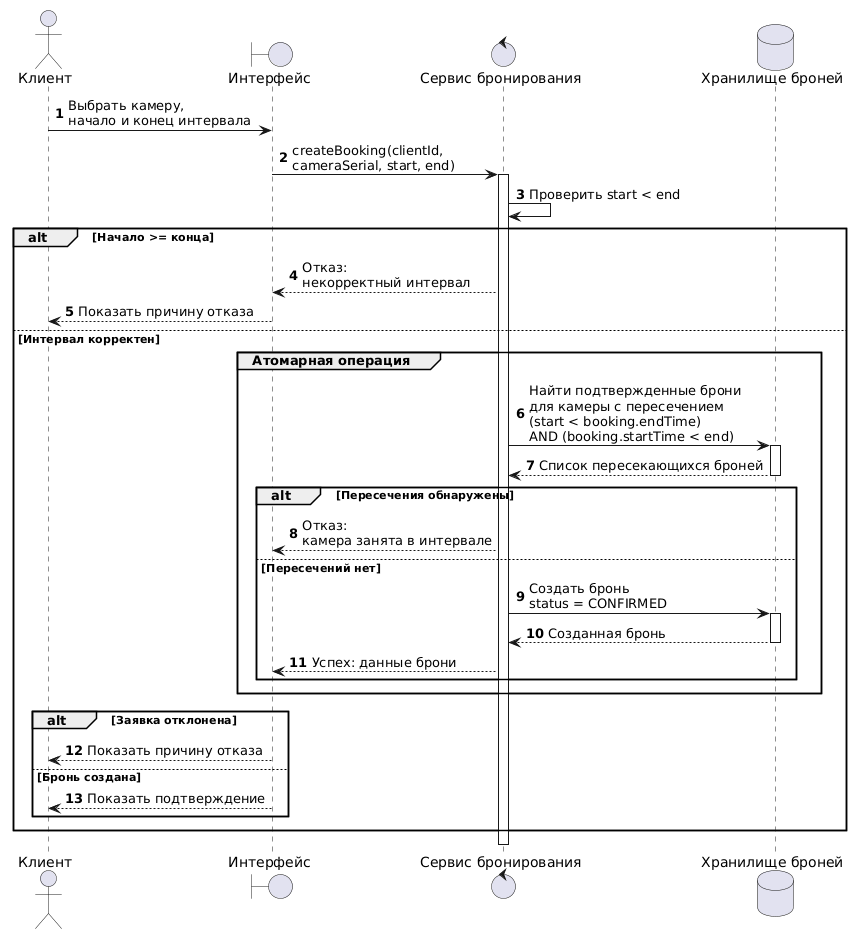 Клиент
Интерфейс
Сервис бронирования
Хранилище броней
1 Выбрать камеру,
начало и конец интервала
2 createBooking(clientId,
cameraSerial, start, end)
3 Проверить start < end
alt [Начало >= конца]
4 Отказ:
некорректный интервал
5 Показать причину отказа
[Интервал корректен]
Атомарная операция
6 Найти подтвержденные брони
для камеры с пересечением
(start < booking.endTime)
AND (booking.startTime < end)
7 Список пересекающихся броней
alt [Пересечения обнаружены]
8 Отказ:
камера занята в интервале
[Пересечений нет]
9 Создать бронь
status = CONFIRMED
10 Созданная бронь
11 Успех: данные брони
alt [Заявка отклонена]
12 Показать причину отказа
[Бронь создана]
13 Показать подтверждение
Клиент
Интерфейс
Сервис бронирования
Хранилище броней